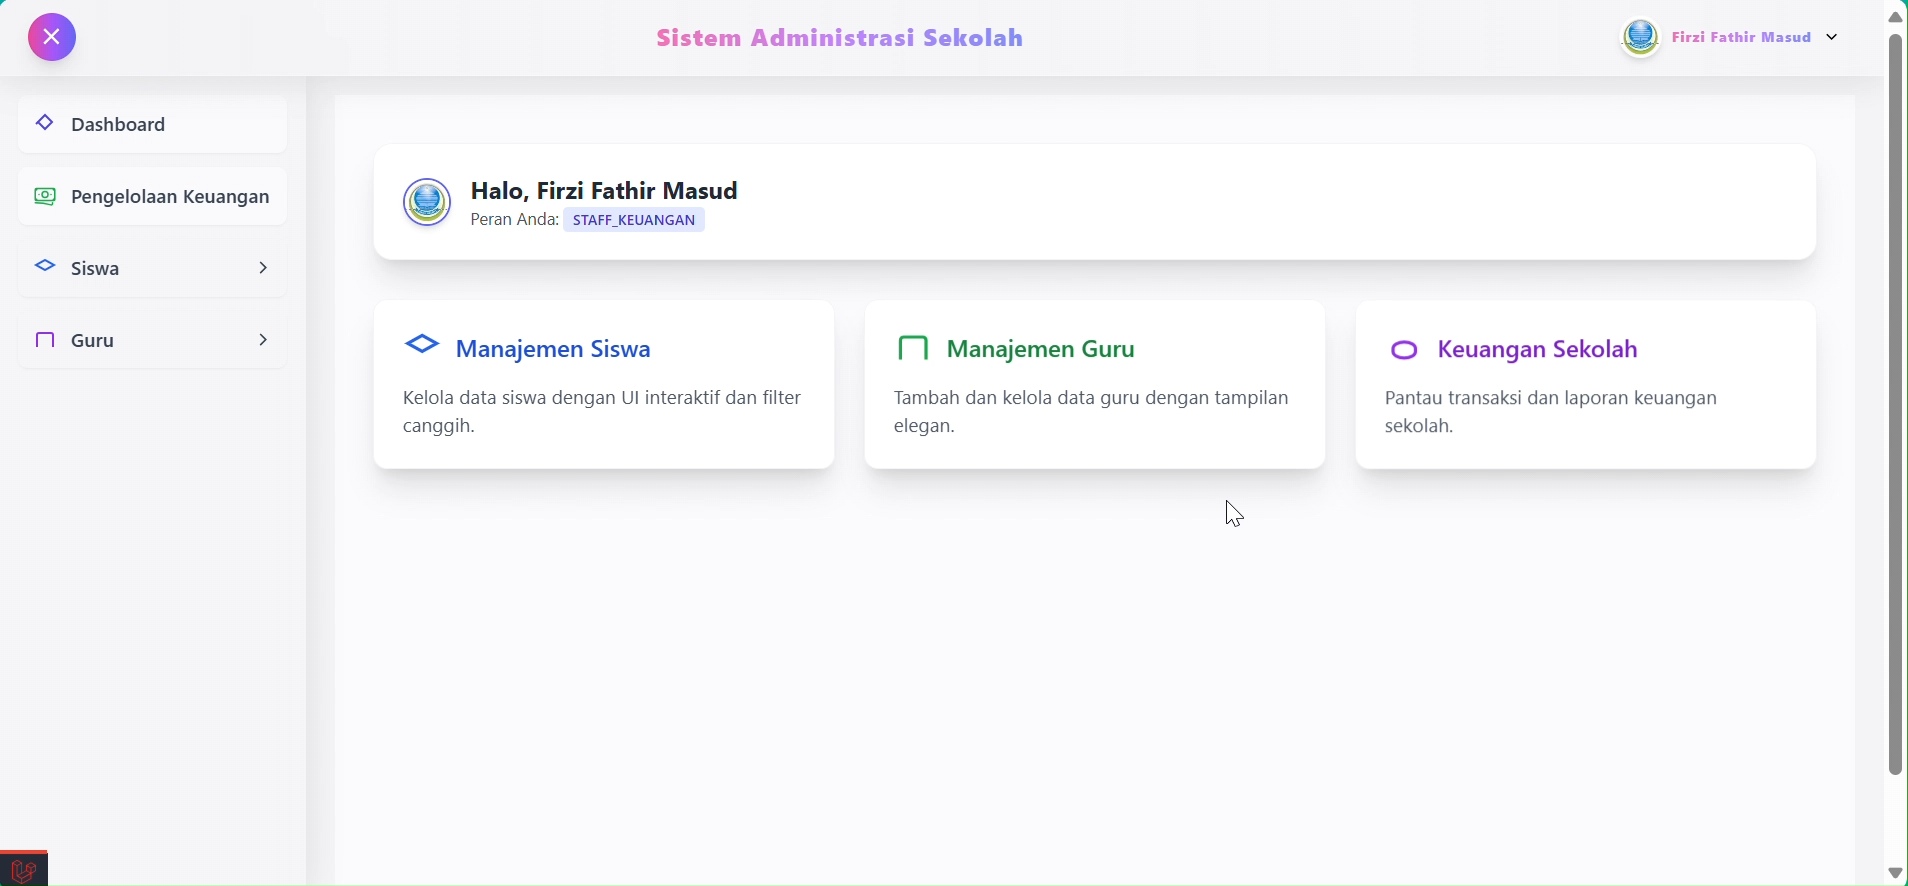 Sistem Administrasi Sekolah
Firzi Fathir Masud
Dashboard
Pengelolaan Keuangan
Siswa
Guru
Halo, Firzi Fathir Masud
Peran Anda: STAFF_KEUANGAN
Manajemen Siswa
Kelola data siswa dengan UI interaktif dan filter
canggih.
Manajemen Guru
Tambah dan kelola data guru dengan tampilan
elegan.
Keuangan Sekolah
Pantau transaksi dan laporan keuangan
sekolah.